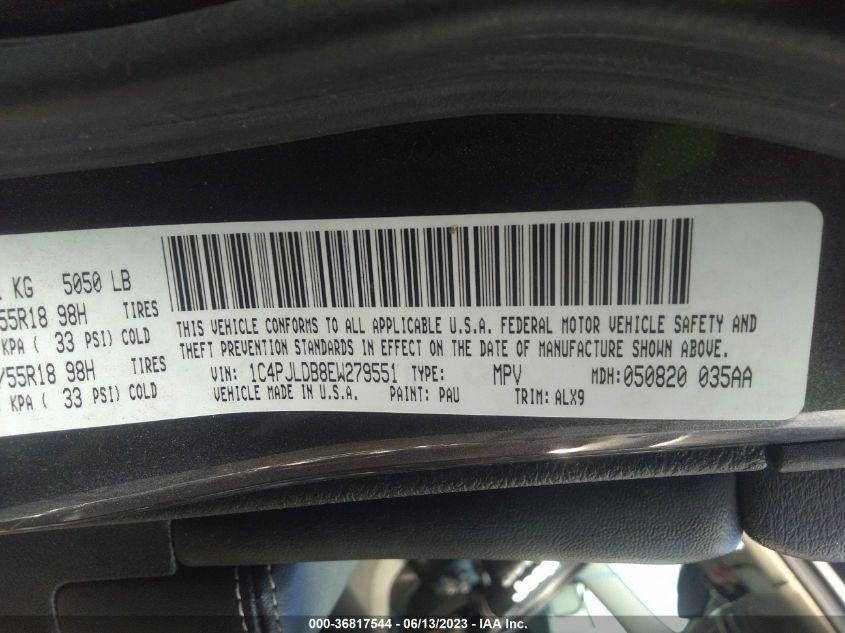 KG 5050 LB
55R18 98H TIRES
KPA ( 33 PSI) COLD
/55R18 98H TIRES
KPA ( 33 PSI) COLD
THIS VEHICLE CONFORMS TO ALL APPLICABLE U.S.A. FEDERAL MOTOR VEHICLE SAFETY AND
THEFT PREVENTION STANDARDS IN EFFECT ON THE DATE OF MANUFACTURE SHOWN ABOVE.
VIN: 1C4PJLDB8EW279551 TYPE: MPV MDH:050820 035AA
VEHICLE MADE IN U.S.A. PAINT: PAU TRIM: ALX9
000-36817544 - 06/13/2023 - IAA Inc.